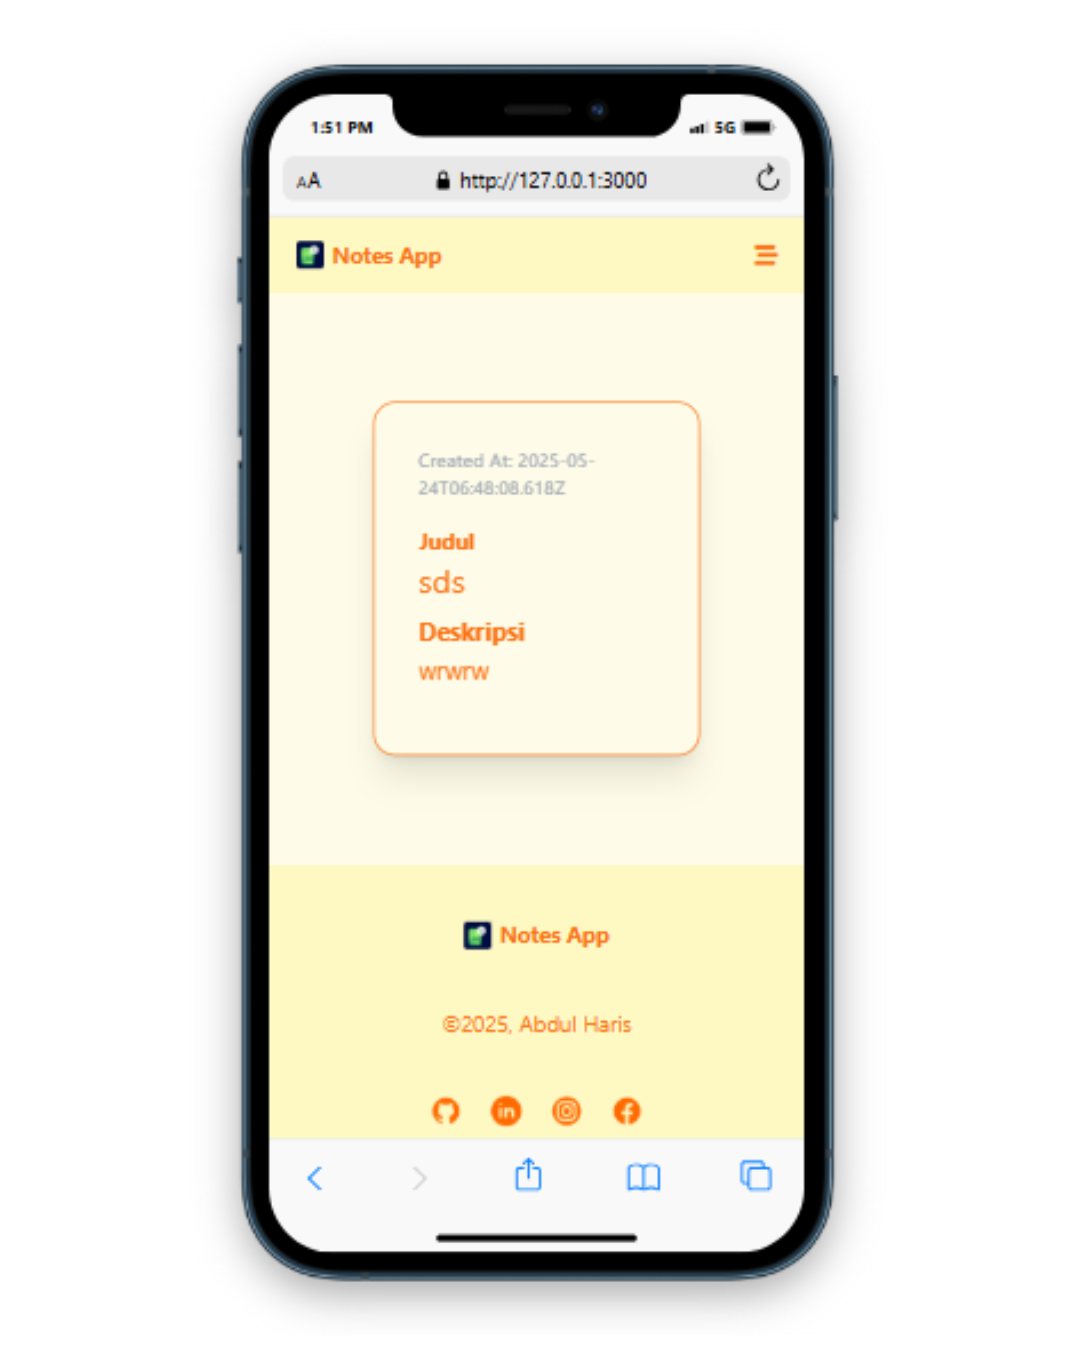 1:51 PM
5G
AA
http://127.0.0.1:3000
Notes App
Created At: 2025-05-
24T06:48:08.618Z
Judul
sds
Deskripsi
wrwrw
Notes App
©2025, Abdul Haris
in